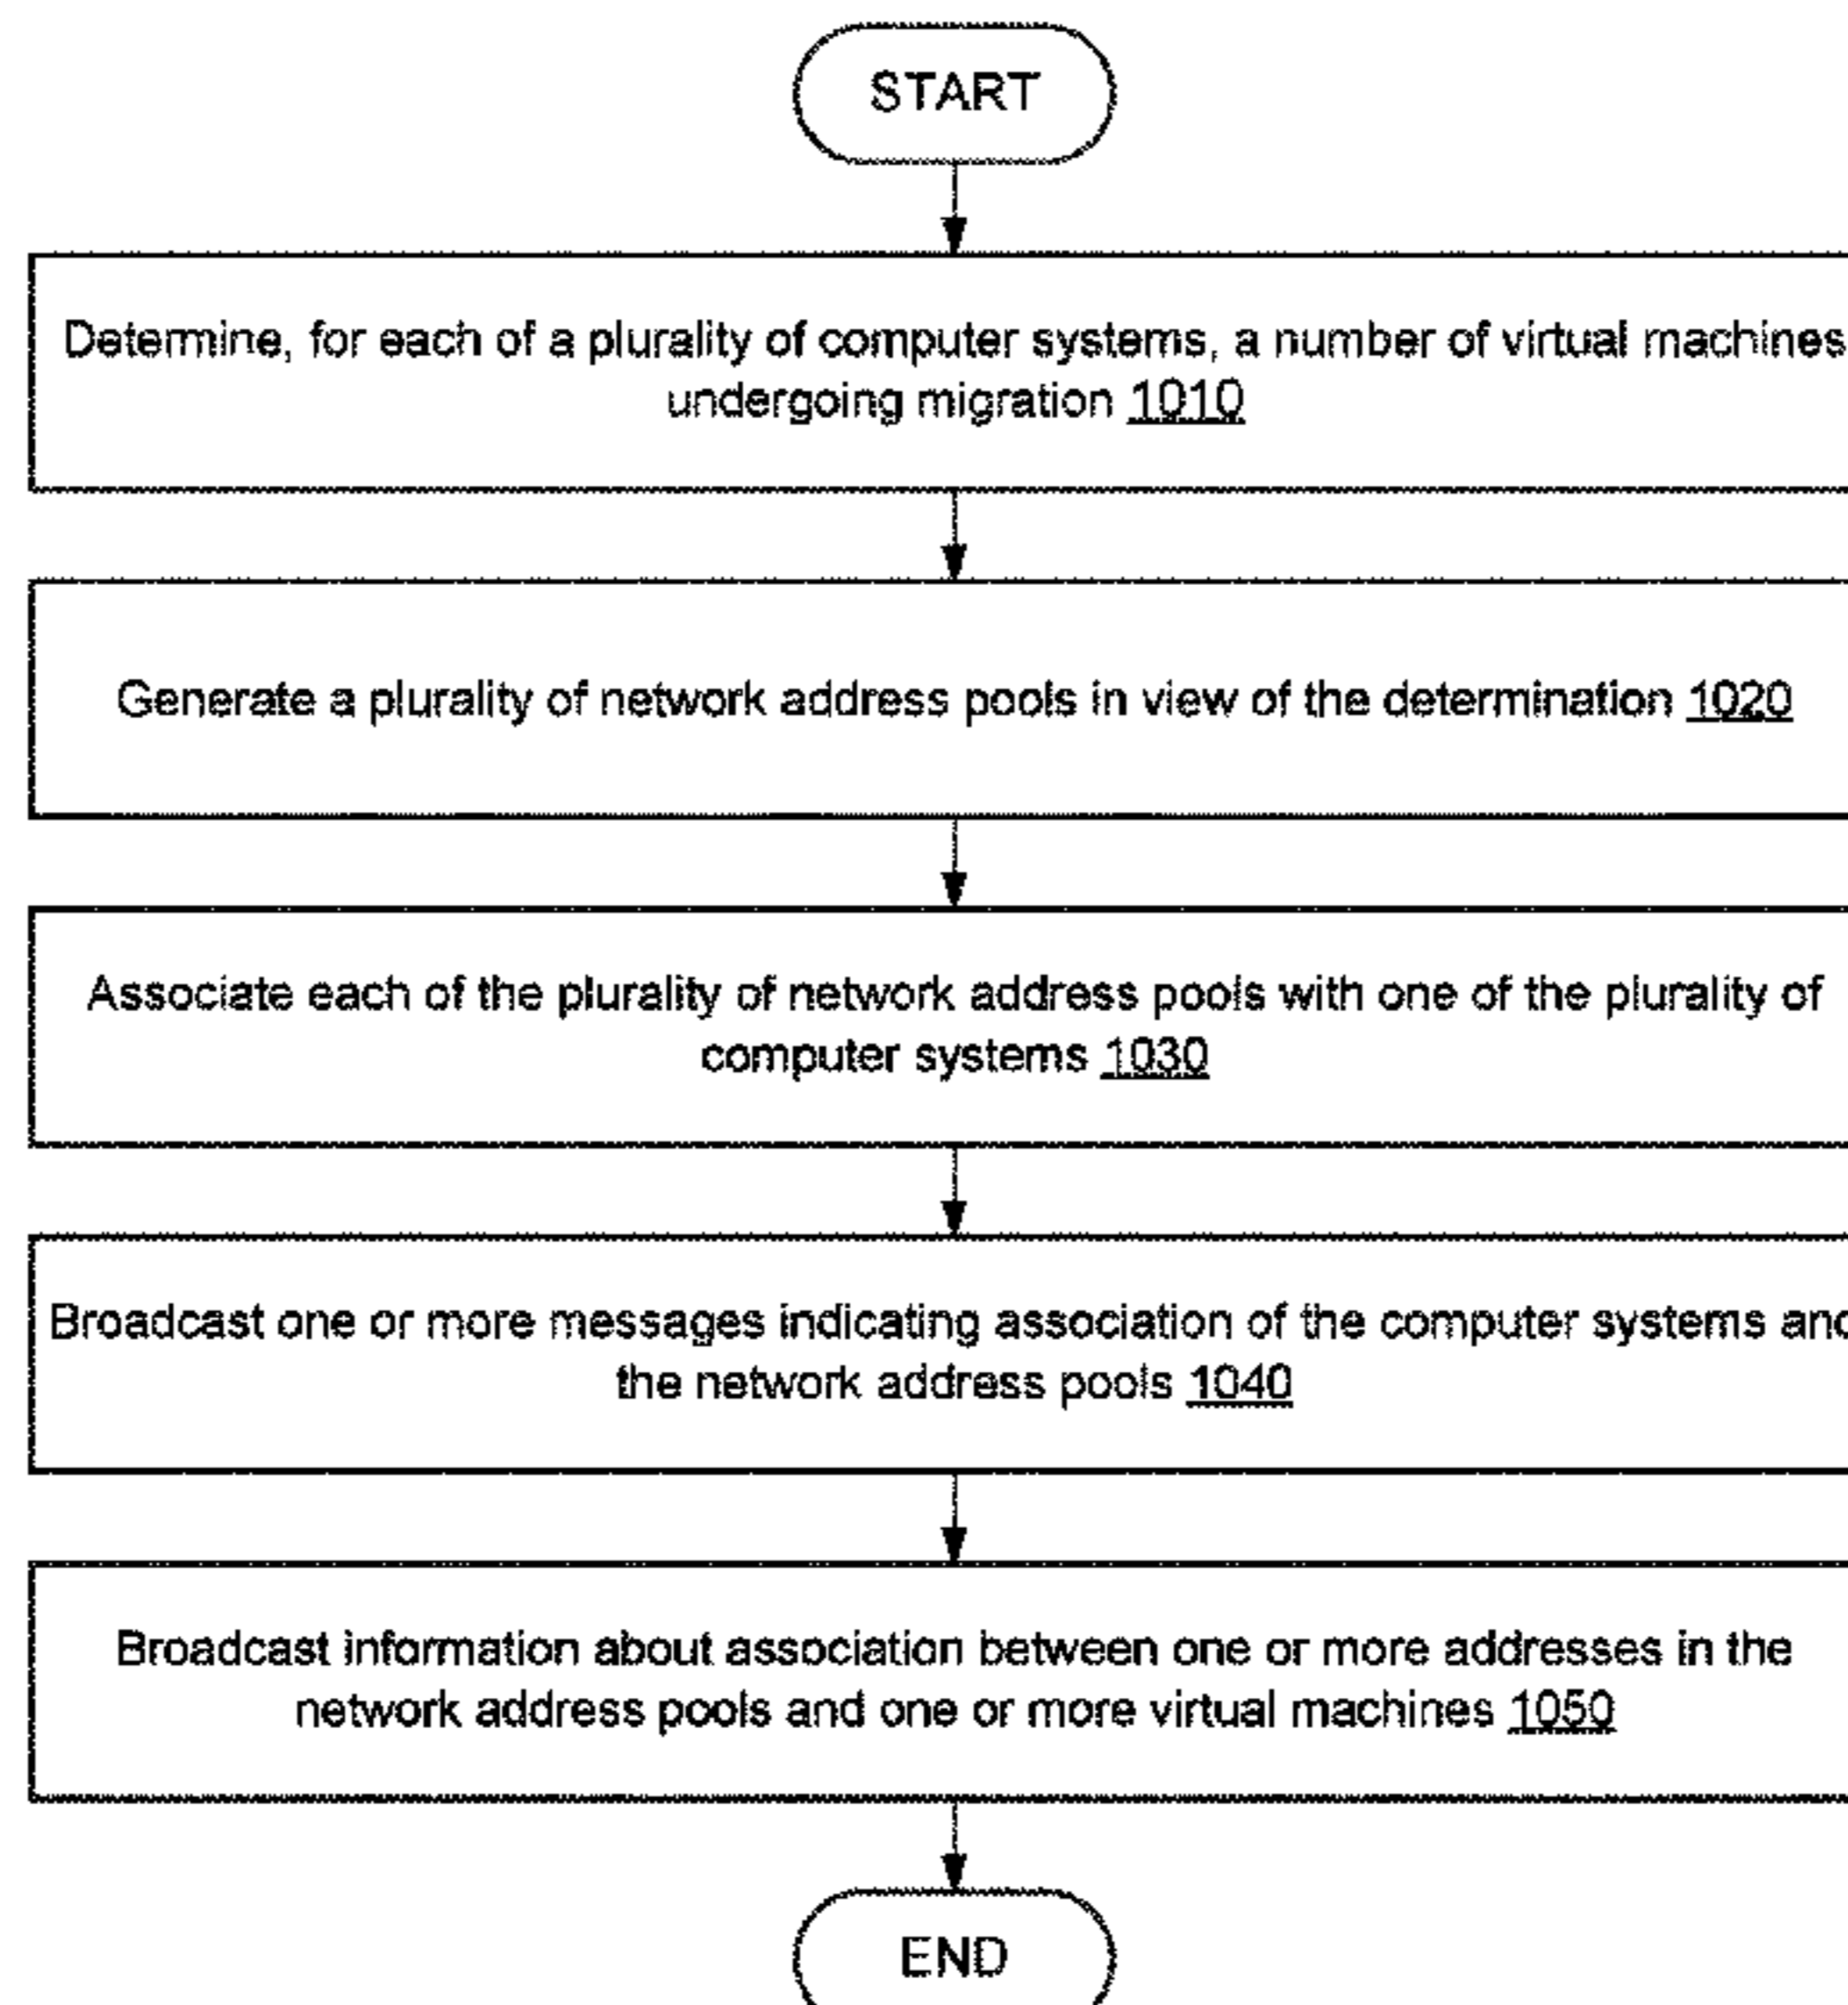 START
Determine, for each of a plurality of computer systems, a number of virtual machines
undergoing migration 1010
Generate a plurality of network address pools in view of the determination 1020
Associate each of the plurality of network address pools with one of the plurality of
computer systems 1030
Broadcast one or more messages indicating association of the computer systems and
the network address pools 1040
Broadcast information about association between one or more addresses in the
network address pools and one or more virtual machines 1050
END